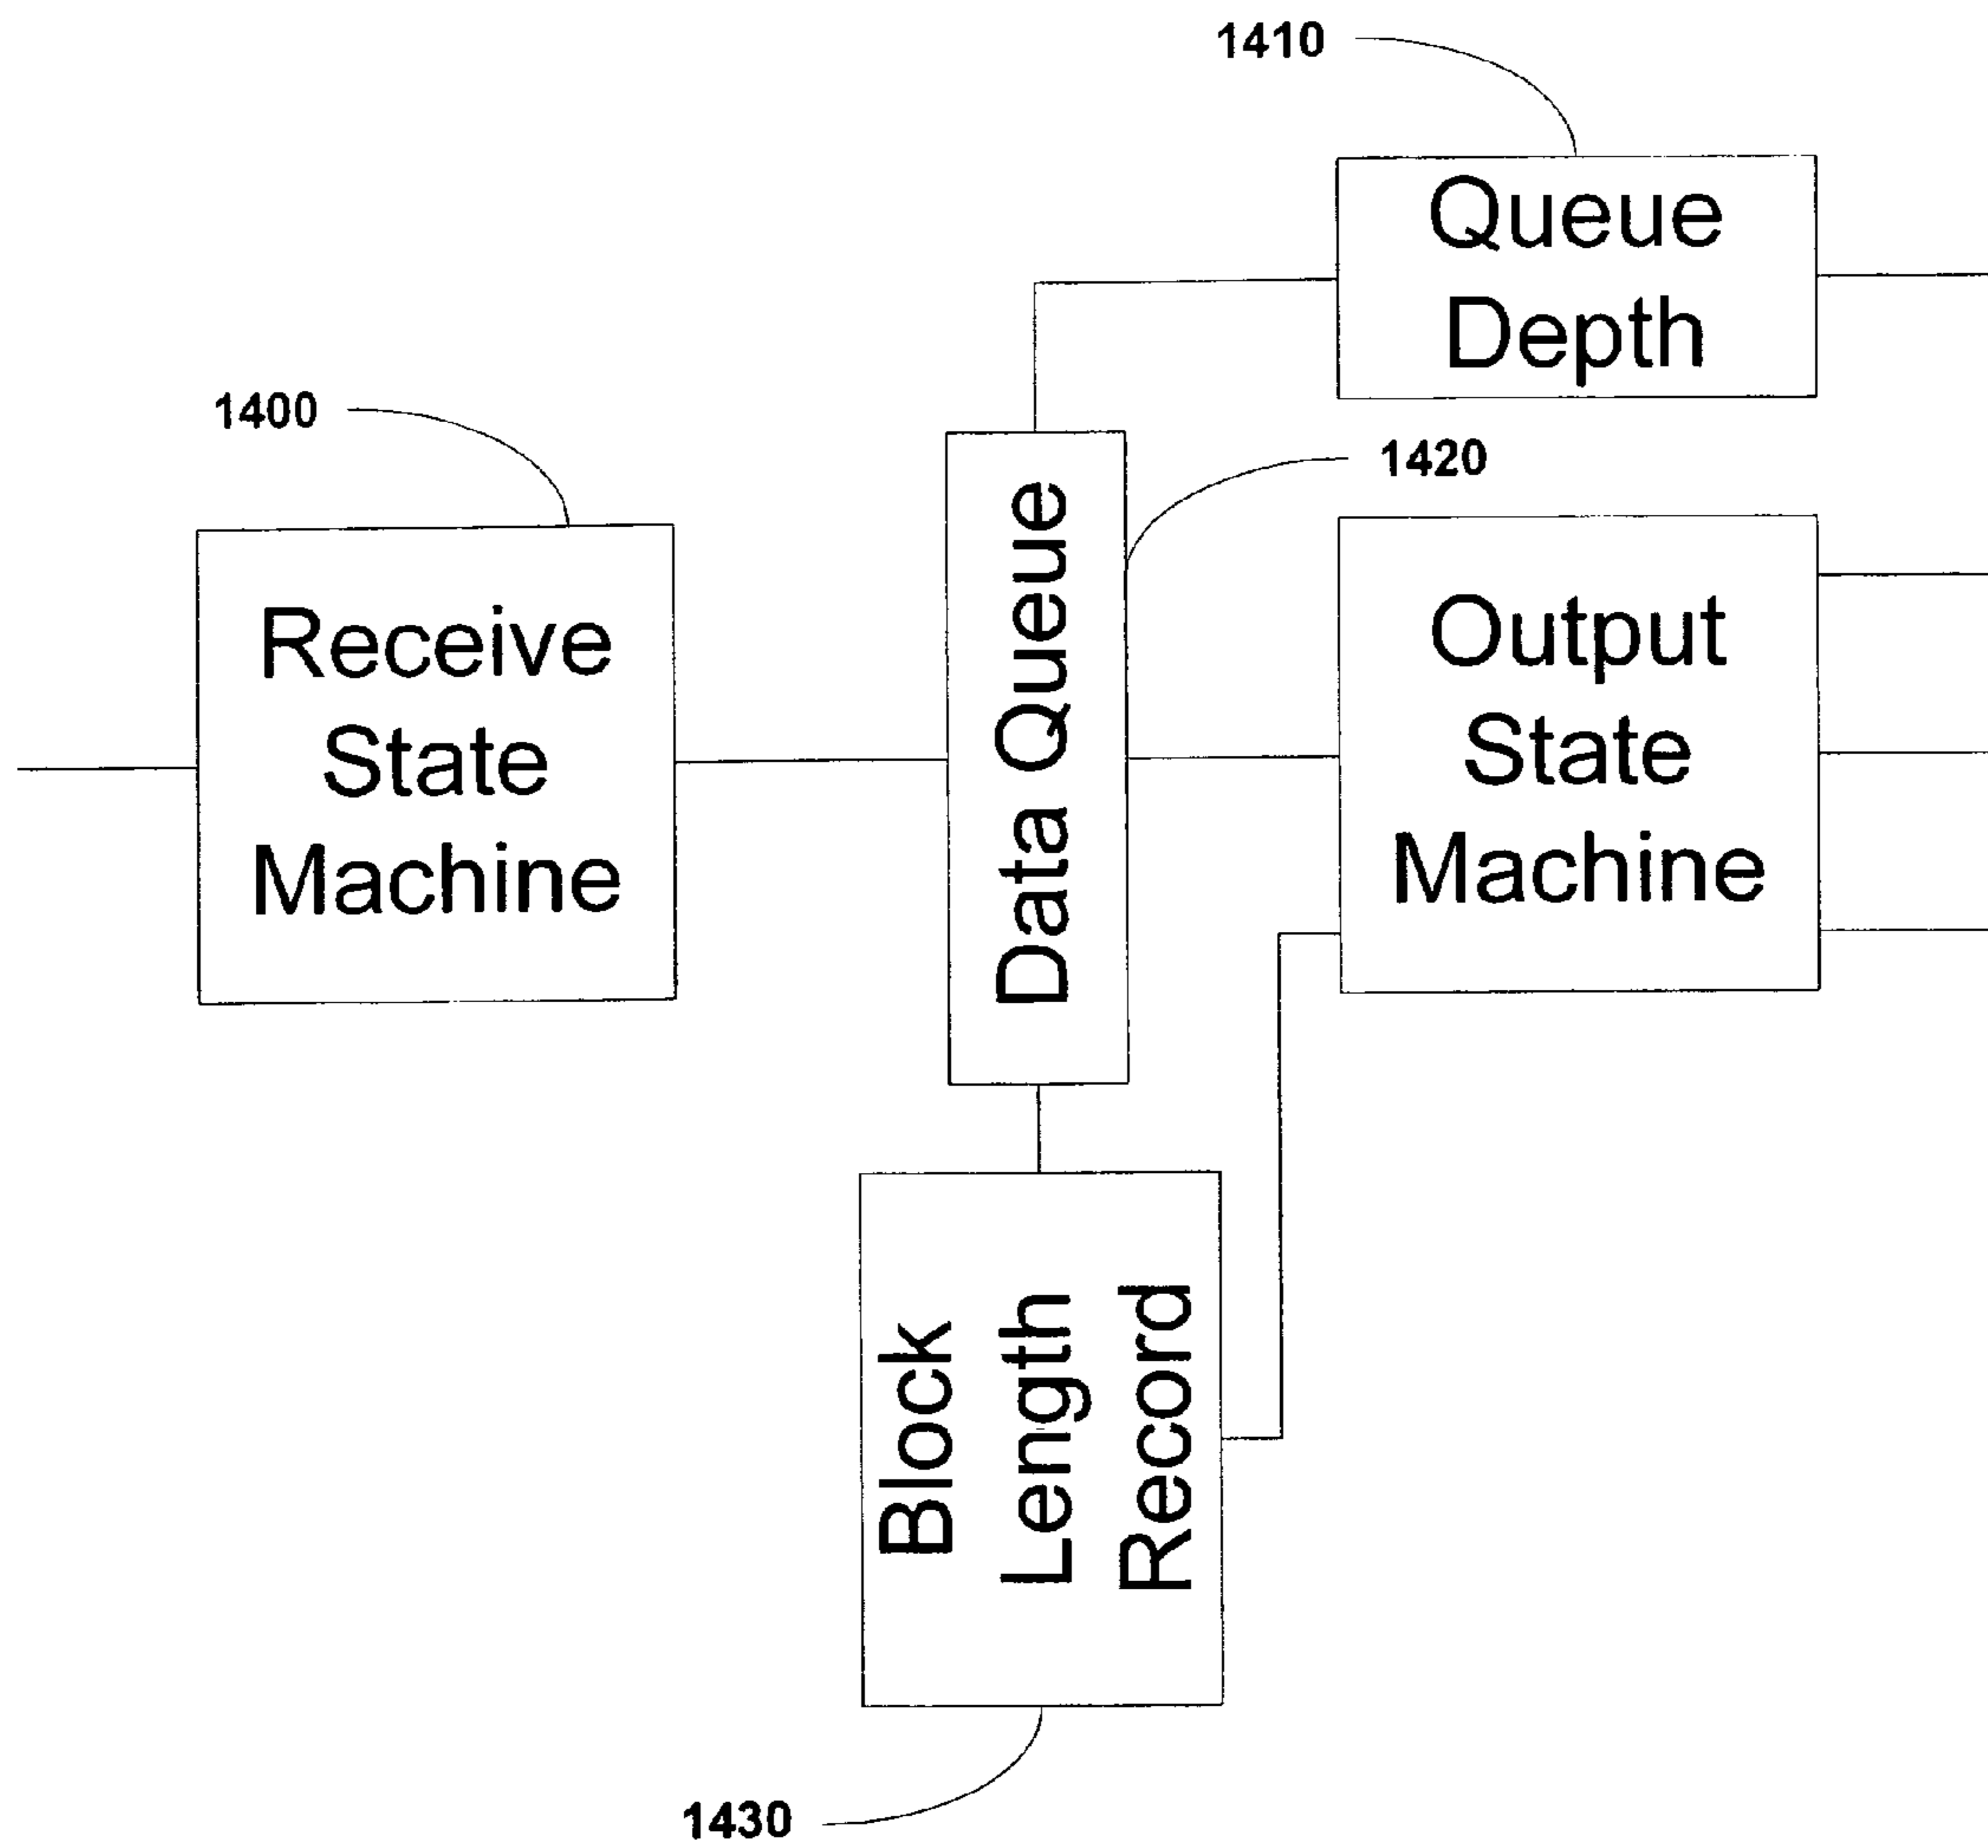 1410
Queue
Depth
1400
1420
Receive
State
Machine
Data Queue
Output
State
Machine
Block
Length
Record
1430